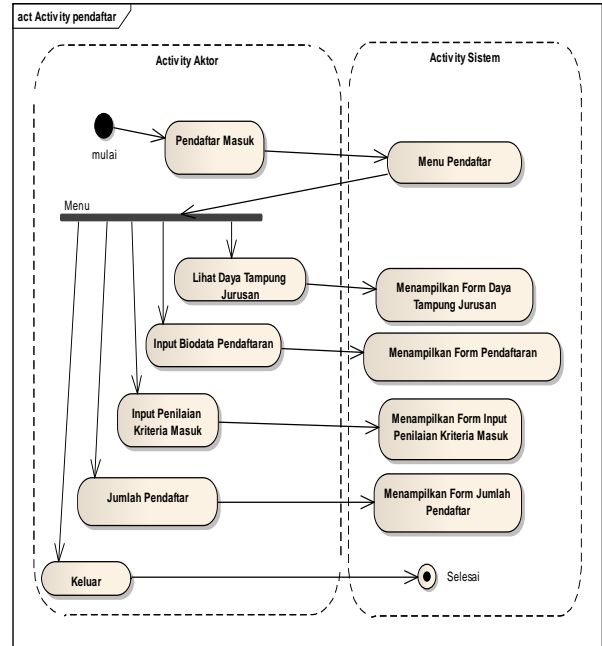 act Activity pendaftar
Activity Aktor
Activity Sistem
mulai
Pendaftar Masuk
Menu Pendaftar
Menu
Lihat Daya Tampung
Jurusan
Menampilkan Form Daya
Tampung Jurusan
Input Biodata Pendaftaran
Menampilkan Form Pendaftaran
Input Penilaian
Kriteria Masuk
Menampilkan Form Input
Penilaian Kriteria Masuk
Jumlah Pendaftar
Menampilkan Form Jumlah
Pendaftar
Keluar
Selesai